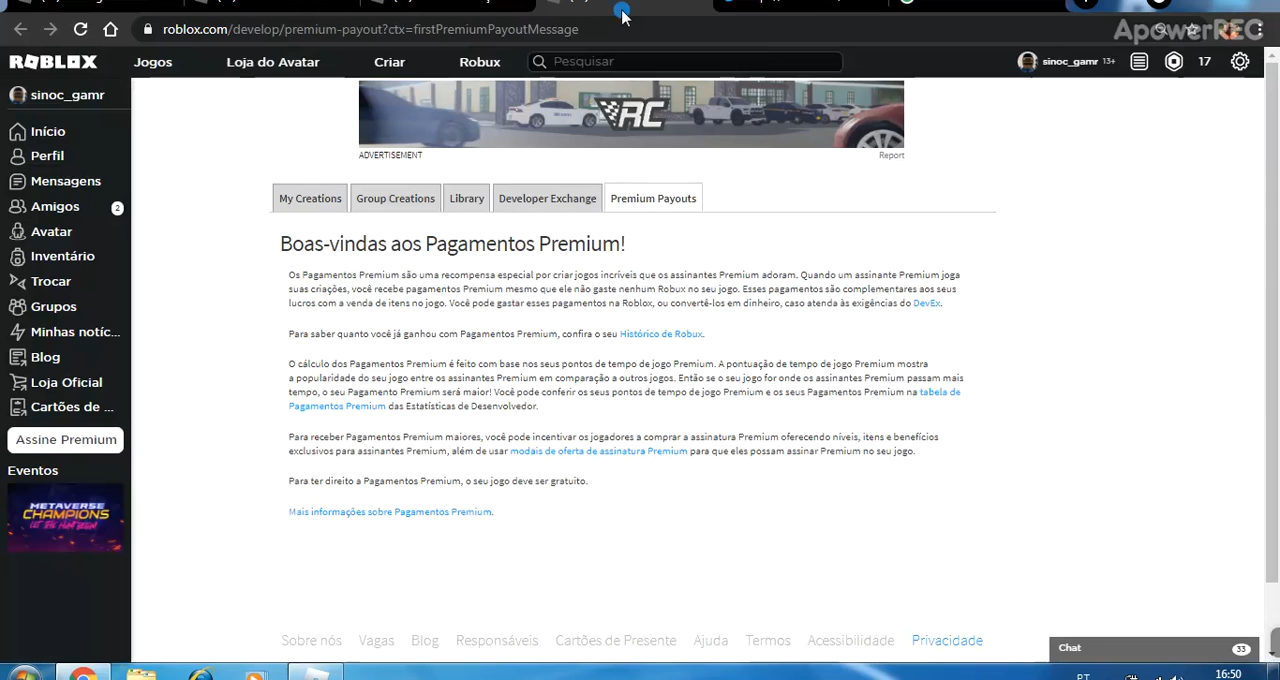 roblox.com/develop/premium-payout?ctx=firstPremiumPayoutMessage
ApowerREC
ROBLOX
Jogos
Loja do Avatar
Criar
Robux
Pesquisar
sinoc_gamr 13+
17
sinoc_gamr
Início
Perfil
Mensagens
Amigos
2
Avatar
Inventário
Trocar
Grupos
Minhas notíc...
Blog
Loja Oficial
Cartões de ...
Assine Premium
Eventos
METAVERSE
CHAMPIONS
RC
ADVERTISEMENT
Report
My Creations
Group Creations
Library
Developer Exchange
Premium Payouts
Boas-vindas aos Pagamentos Premium!
Os Pagamentos Premium são uma recompensa especial por criar jogos incríveis que os assinantes Premium adoram. Quando um assinante Premium joga
suas criações, você recebe pagamentos Premium mesmo que ele não gaste nenhum Robux no seu jogo. Esses pagamentos são complementares aos seus
lucros com a venda de itens no jogo. Você pode gastar esses pagamentos na Roblox, ou convertê-los em dinheiro, caso atenda às exigências do DevEx.
Para saber quanto você já ganhou com Pagamentos Premium, confira o seu Histórico de Robux.
O cálculo dos Pagamentos Premium é feito com base nos seus pontos de tempo de jogo Premium. A pontuação de tempo de jogo Premium mostra
a popularidade do seu jogo entre os assinantes Premium em comparação a outros jogos. Então se o seu jogo for onde os assinantes Premium passam mais
tempo, o seu Pagamento Premium será maior! Você pode conferir os seus pontos de tempo de jogo Premium e os seus Pagamentos Premium na tabela de
Pagamentos Premium das Estatísticas de Desenvolvedor.
Para receber Pagamentos Premium maiores, você pode incentivar os jogadores a comprar a assinatura Premium oferecendo níveis, itens e benefícios
exclusivos para assinantes Premium, além de usar modais de oferta de assinatura Premium para que eles possam assinar Premium no seu jogo.
Para ter direito a Pagamentos Premium, o seu jogo deve ser gratuito.
Mais informações sobre Pagamentos Premium.
Sobre nós
Vagas
Blog
Responsáveis
Cartões de Presente
Ajuda
Termos
Acessibilidade
Privacidade
Chat
33
PT
16:50